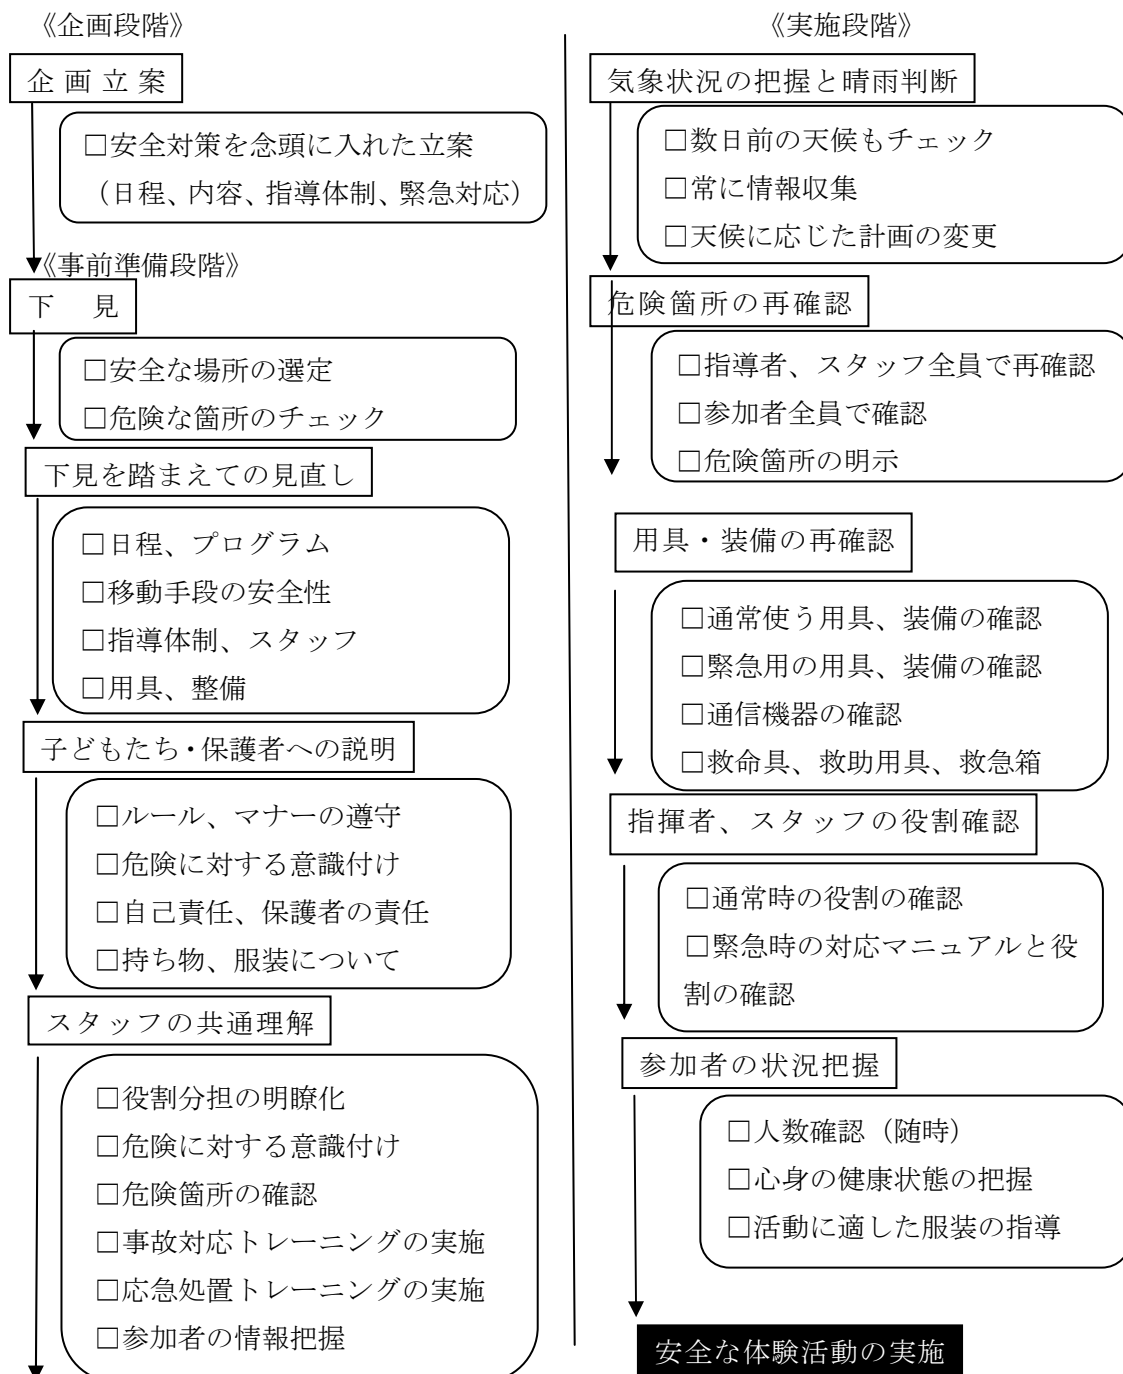 《企画段階》
企画立案
□安全対策を念頭に入れた立案
（日程、内容、指導体制、緊急対応）
《事前準備段階》
下　見
□安全な場所の選定
□危険な箇所のチェック
下見を踏まえての見直し
□日程、プログラム
□移動手段の安全性
□指導体制、スタッフ
□用具、整備
子どもたち・保護者への説明
□ルール、マナーの遵守
□危険に対する意識付け
□自己責任、保護者の責任
□持ち物、服装について
スタッフの共通理解
□役割分担の明瞭化
□危険に対する意識付け
□危険箇所の確認
□事故対応トレーニングの実施
□応急処置トレーニングの実施
□参加者の情報把握
《実施段階》
気象状況の把握と晴雨判断
□数日前の天候もチェック
□常に情報収集
□天候に応じた計画の変更
危険箇所の再確認
□指導者、スタッフ全員で再確認
□参加者全員で確認
□危険箇所の明示
用具・装備の再確認
□通常使う用具、装備の確認
□緊急用の用具、装備の確認
□通信機器の確認
□救命具、救助用具、救急箱
指揮者、スタッフの役割確認
□通常時の役割の確認
□緊急時の対応マニュアルと役
割の確認
参加者の状況把握
□人数確認（随時）
□心身の健康状態の把握
□活動に適した服装の指導
安全な体験活動の実施